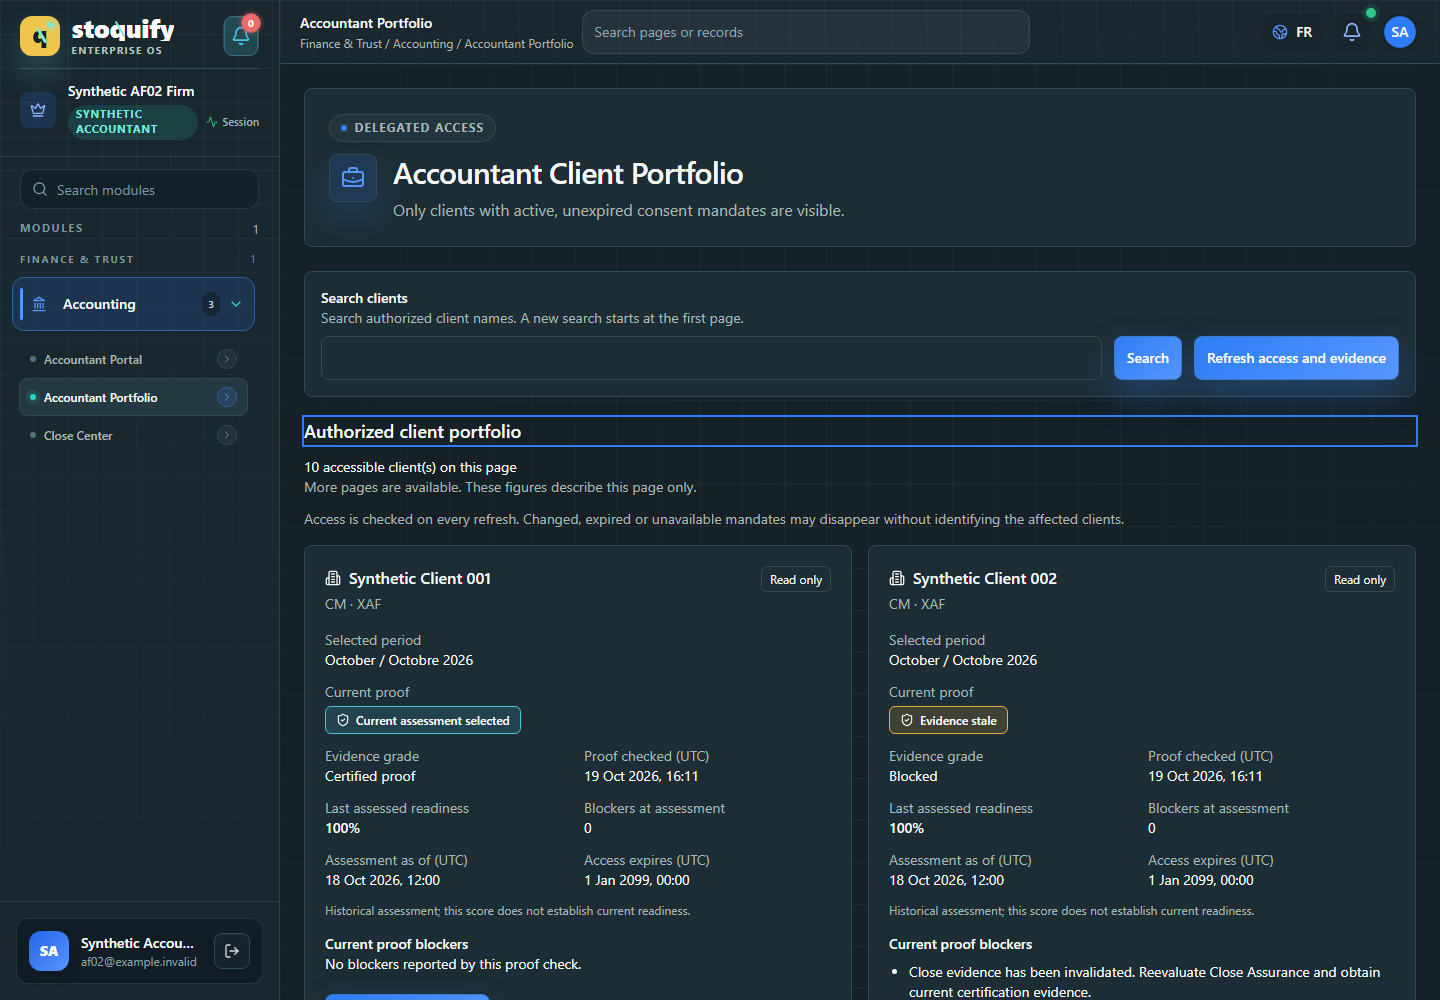 stoquify
ENTERPRISE OS
0
Synthetic AF02 Firm
SYNTHETIC ACCOUNTANT
Session
Search modules
MODULES 1
FINANCE & TRUST 1
Accounting 3
Accountant Portal
Accountant Portfolio
Close Center
SA
Synthetic Accou...
af02@example.invalid
Accountant Portfolio
Finance & Trust / Accounting / Accountant Portfolio
Search pages or records
FR
SA
DELEGATED ACCESS
Accountant Client Portfolio
Only clients with active, unexpired consent mandates are visible.
Search clients
Search authorized client names. A new search starts at the first page.
Search
Refresh access and evidence
Authorized client portfolio
10 accessible client(s) on this page
More pages are available. These figures describe this page only.
Access is checked on every refresh. Changed, expired or unavailable mandates may disappear without identifying the affected clients.
Synthetic Client 001
Read only
CM · XAF
Selected period
October / Octobre 2026
Current proof
Current assessment selected
Evidence grade
Certified proof
Proof checked (UTC)
19 Oct 2026, 16:11
Last assessed readiness
100%
Blockers at assessment
0
Assessment as of (UTC)
18 Oct 2026, 12:00
Access expires (UTC)
1 Jan 2099, 00:00
Historical assessment; this score does not establish current readiness.
Current proof blockers
No blockers reported by this proof check.
Synthetic Client 002
Read only
CM · XAF
Selected period
October / Octobre 2026
Current proof
Evidence stale
Evidence grade
Blocked
Proof checked (UTC)
19 Oct 2026, 16:11
Last assessed readiness
100%
Blockers at assessment
0
Assessment as of (UTC)
18 Oct 2026, 12:00
Access expires (UTC)
1 Jan 2099, 00:00
Historical assessment; this score does not establish current readiness.
Current proof blockers
Close evidence has been invalidated. Reevaluate Close Assurance and obtain
current certification evidence.